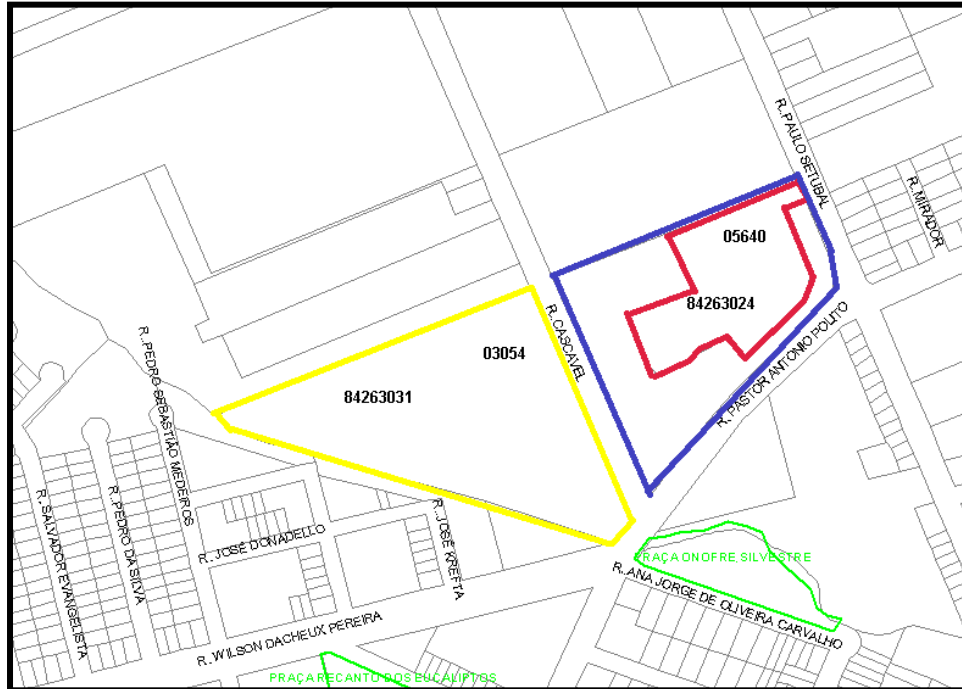 R. PAULO SETUBAL
R. MIRADOR
05640
84263024
R. CASCAVEL
03054
84263031
R. PASTOR ANTONIO POLITO
R. PEDRO SEBASTIÃO MEDEIROS
R. SALVADOR EVANGELISTA
R. PEDRO DA SILVA
R. JOSÉ DONADELLO
R. JOSÉ KREFTA
PRAÇA ONOFRE SILVESTRE
R. ANA JORGE DE OLIVEIRA CARVALHO
R. WILSON DACHEUX PEREIRA
PRAÇA RECANTO DOS EUCALIPTOS